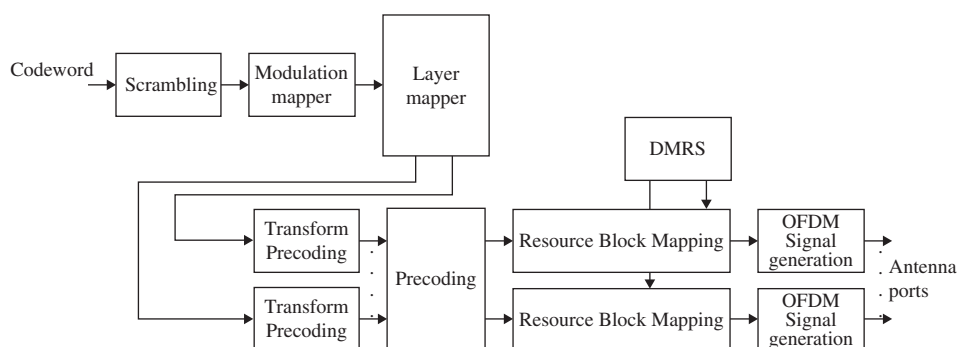 Codeword
Scrambling
Modulation
mapper
Layer
mapper
DMRS
Transform
Precoding
Precoding
Resource Block Mapping
OFDM
Signal
generation
Antenna
ports
Transform
Precoding
Resource Block Mapping
OFDM
Signal
generation